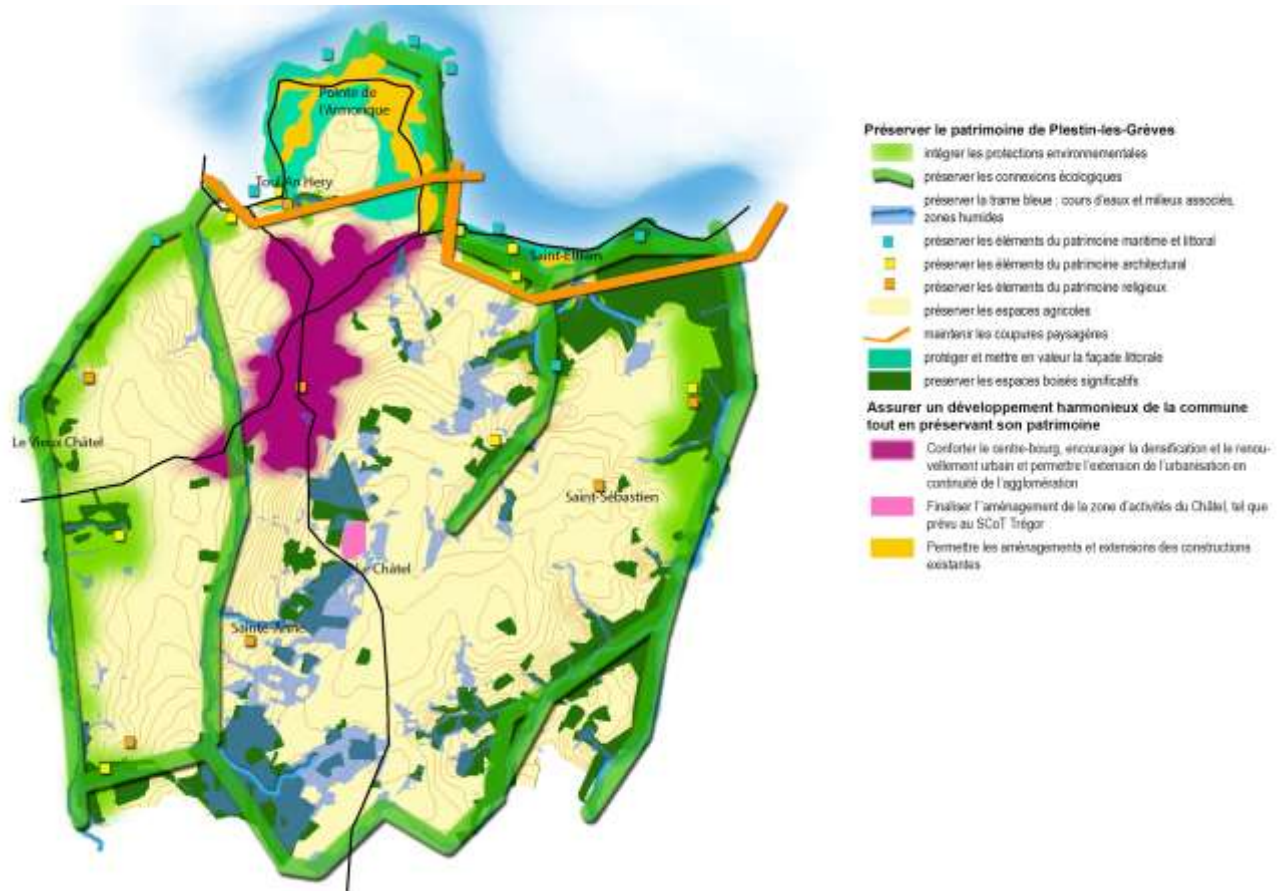 Pointe de
l'Armorique
Toul An Hery
Saint-Efflam
Le Vieux Châtel
Saint-Sébastien
Le Châtel
Sainte-Anne
Préserver le patrimoine de Plestin-les-Grèves
intégrer les protections environnementales
préserver les connexions écologiques
préserver la trame bleue : cours d'eaux et milieux associés,
zones humides
préserver les éléments du patrimoine maritime et littoral
préserver les éléments du patrimoine architectural
préserver les éléments du patrimoine religieux
préserver les espaces agricoles
maintenir les coupures paysagères
protéger et mettre en valeur la façade littorale
preserver les espaces boisés significatifs
Assurer un développement harmonieux de la commune
tout en préservant son patrimoine
Conforter le centre-bourg, encourager la densification et le renou-
vellement urbain et permettre l'extension de l'urbanisation en
continuité de l'agglomération
Finaliser l'aménagement de la zone d'activités du Châtel, tel que
prévu au SCoT Trégor
Permettre les aménagements et extensions des constructions
existantes